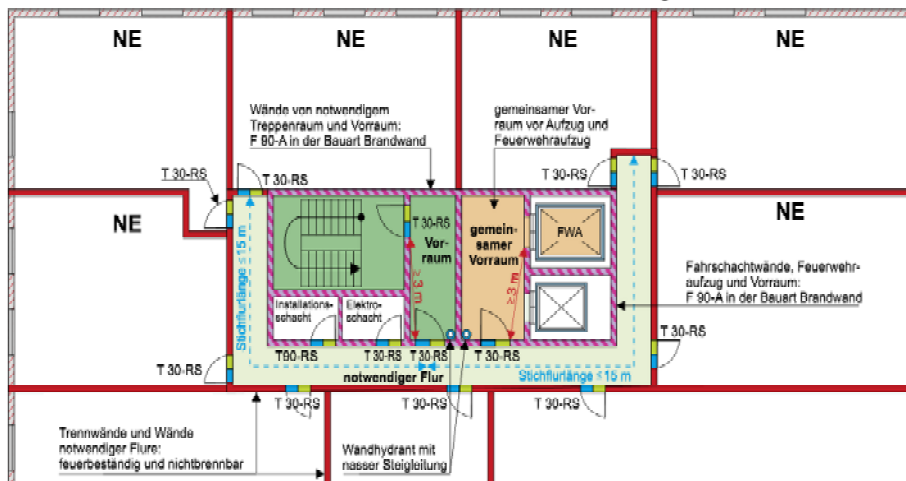 NE
NE
NE
NE
Wände von notwendigem
Treppenraum und Vorraum:
F 90-A in der Bauart Brandwand
gemeinsamer Vor-
raum vor Aufzug und
Feuerwehraufzug
T 30-RS
T 30-RS
T 30-RS
T 30-RS
NE
NE
T 30-RS
Vor-
raum
gemein-
samer
Vorraum
FWA
≥ 3 m
≥ 3 m
Stichflurlänge ≤ 15 m
Installations-
schacht
Elektro-
schacht
Fahrschachtwände, Feuerwehr-
aufzug und Vorraum:
F 90-A in der Bauart Brandwand
T90-RS
T 30-RS
T 30-RS
T 30-RS
T 30-RS
T 30-RS
notwendiger Flur
Stichflurlänge ≤ 15 m
T 30-RS
T 30-RS
T 30-RS
Trennwände und Wände
notwendiger Flure:
feuerbeständig und nichtbrennbar
Wandhydrant mit
nasser Steigleitung